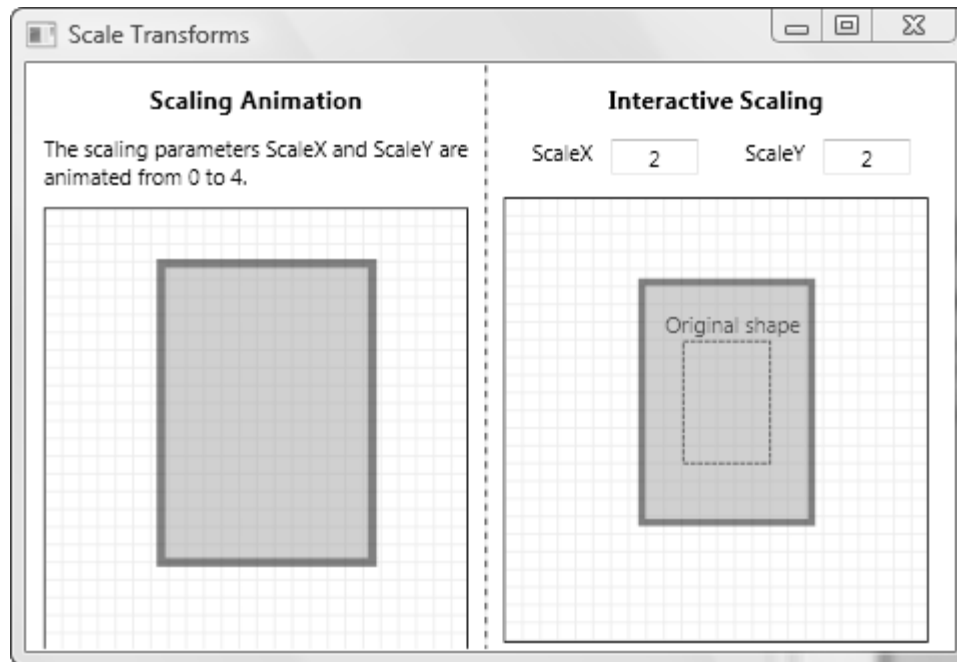 Scale Transforms
Scaling Animation
The scaling parameters ScaleX and ScaleY are
animated from 0 to 4.
Interactive Scaling
ScaleX 2 ScaleY 2
Original shape